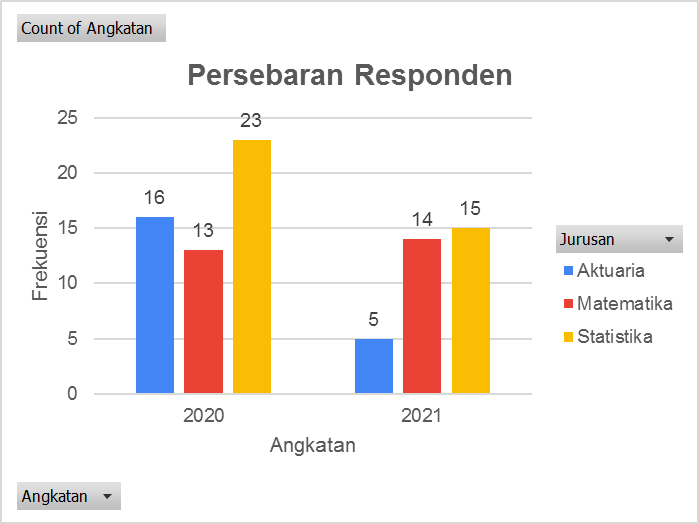 Count of Angkatan
Persebaran Responden
Frekuensi
25
20
15
10
5
0
16
13
23
5
14
15
2020
2021
Angkatan
Jurusan
Aktuaria
Matematika
Statistika
Angkatan